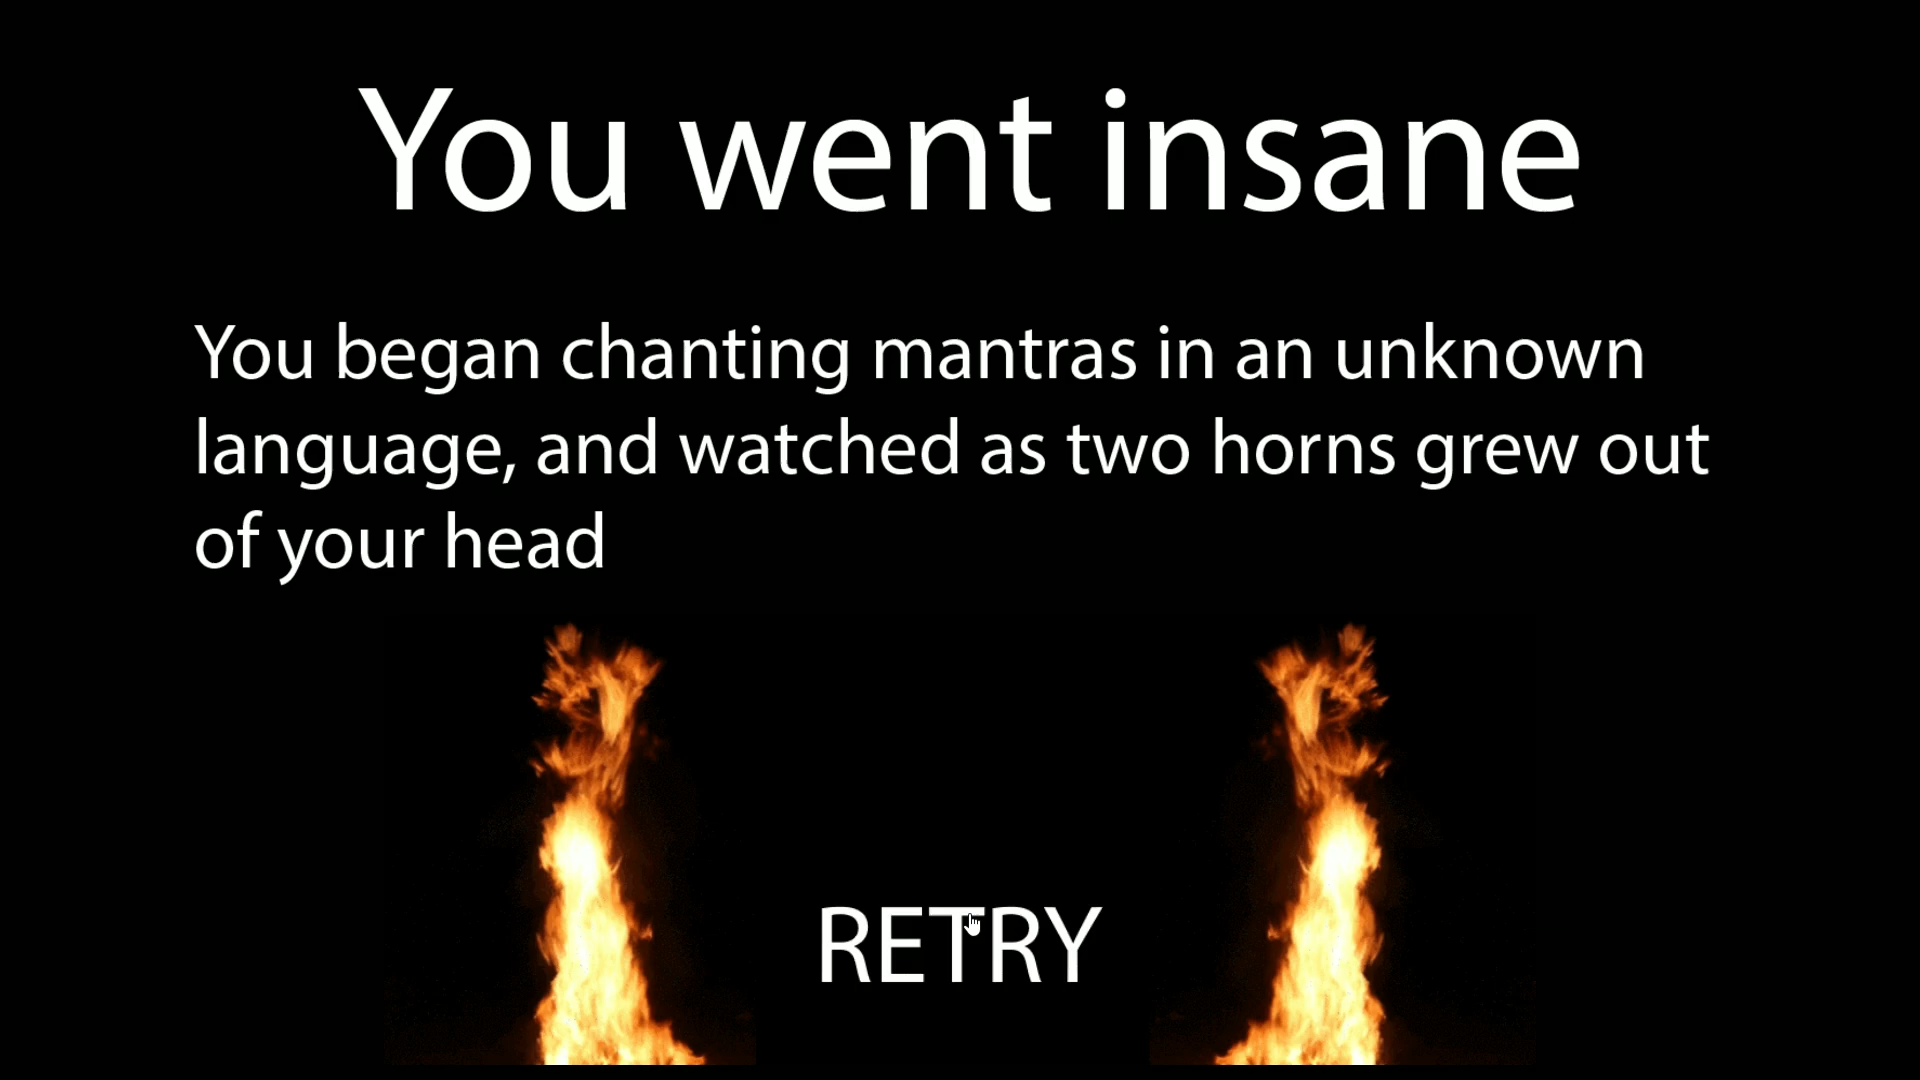 You went insane
You began chanting mantras in an unknown
language, and watched as two horns grew out
of your head
RETRY